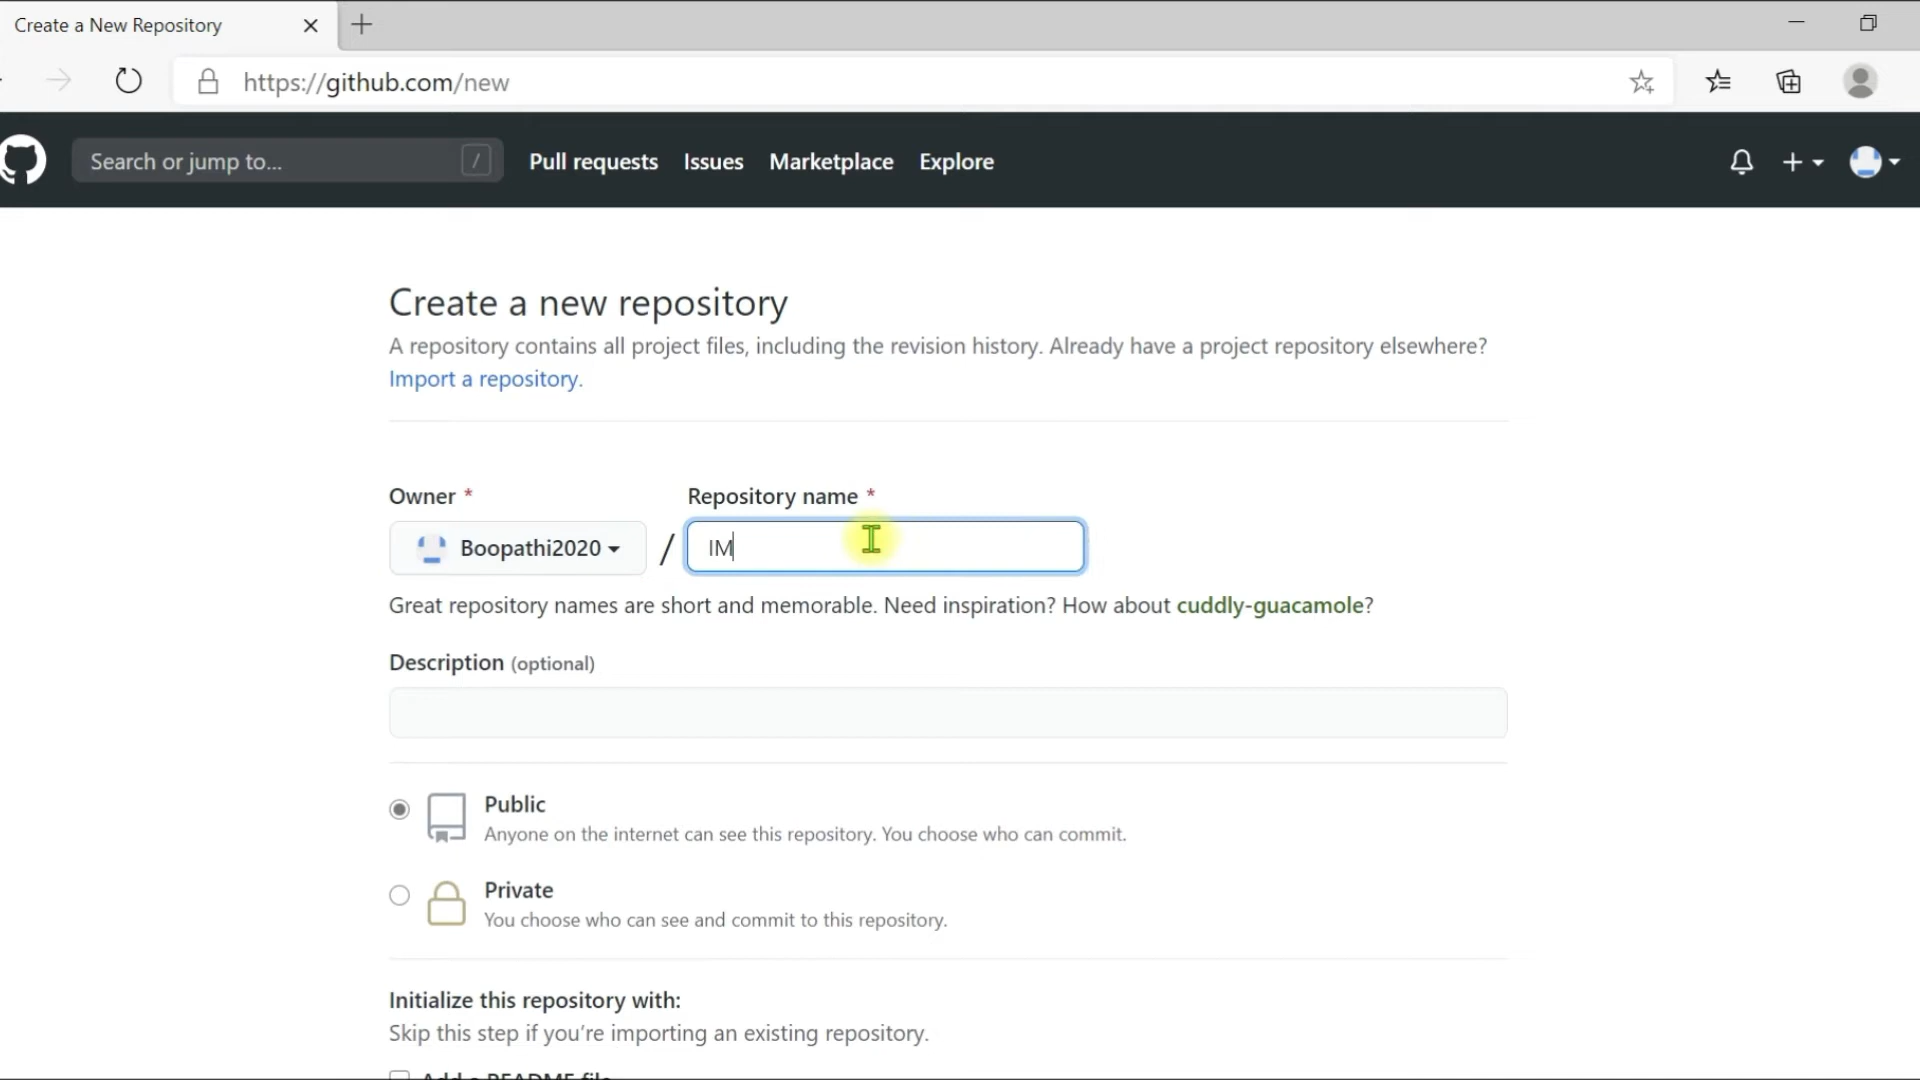 Create a New Repository
https://github.com/new
Search or jump to... /
Pull requests Issues Marketplace Explore
Create a new repository
A repository contains all project files, including the revision history. Already have a project repository elsewhere?
Import a repository.
Owner * Repository name *
Boopathi2020 / IM
Great repository names are short and memorable. Need inspiration? How about cuddly-guacamole?
Description (optional)
Public
Anyone on the internet can see this repository. You choose who can commit.
Private
You choose who can see and commit to this repository.
Initialize this repository with:
Skip this step if you’re importing an existing repository.
Add a README file